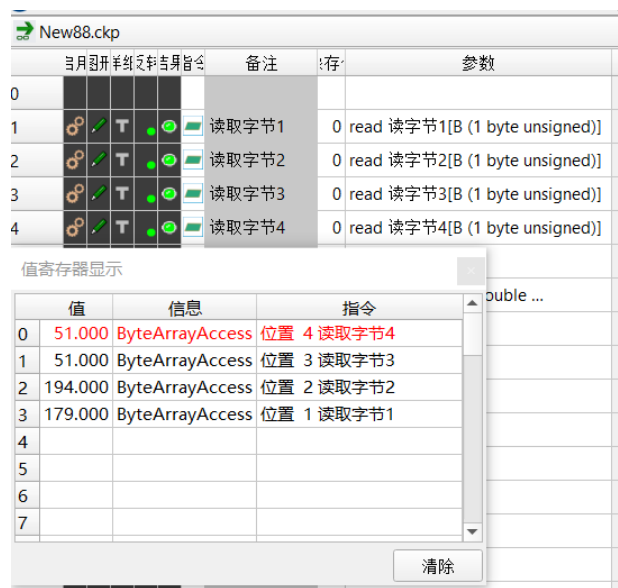 New88.ckp
备注 参数
0
1 读取字节1 0 read 读字节1[B (1 byte unsigned)]
2 读取字节2 0 read 读字节2[B (1 byte unsigned)]
3 读取字节3 0 read 读字节3[B (1 byte unsigned)]
4 读取字节4 0 read 读字节4[B (1 byte unsigned)]
值寄存器显示
ouble ...
值 信息 指令
0 51.000 ByteArrayAccess 位置 4 读取字节4
1 51.000 ByteArrayAccess 位置 3 读取字节3
2 194.000 ByteArrayAccess 位置 2 读取字节2
3 179.000 ByteArrayAccess 位置 1 读取字节1
4
5
6
7
清除